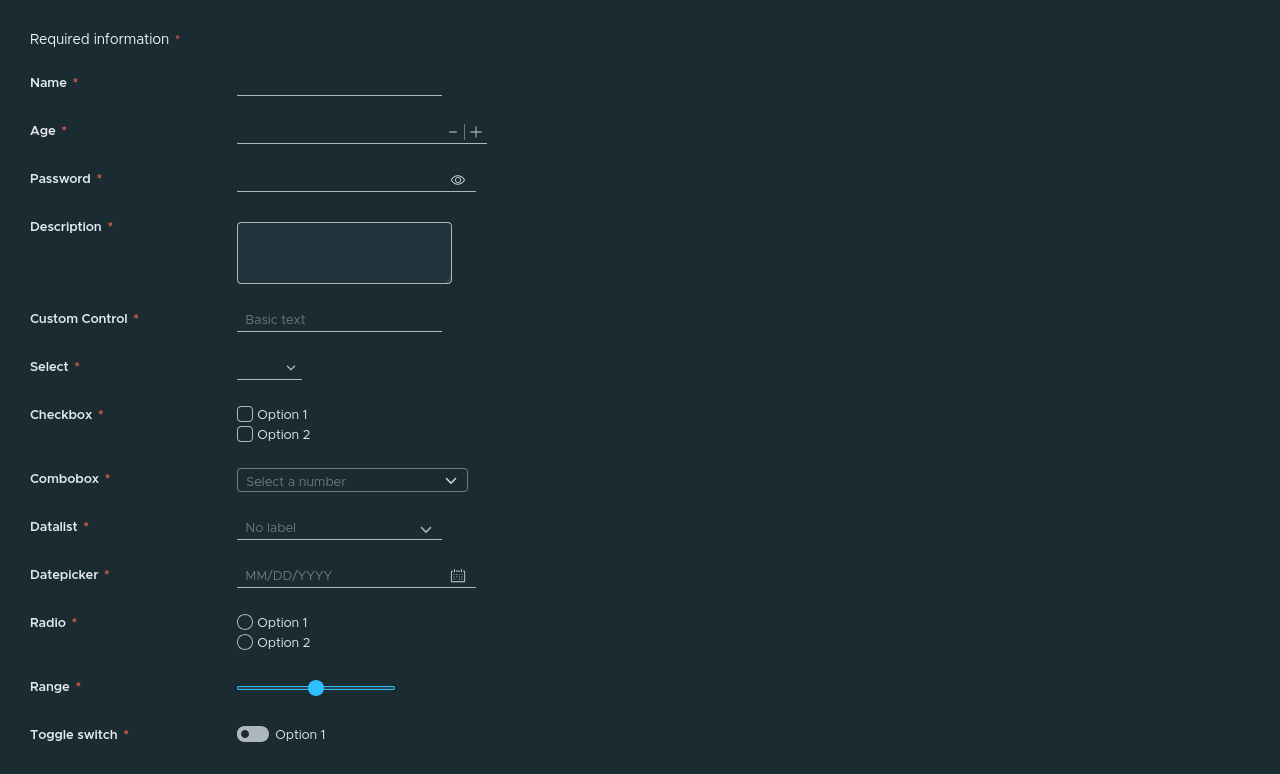 Required information *
Name *
Age *
Password *
Description *
Custom Control * Basic text
Select *
Checkbox * Option 1
Option 2
Combobox * Select a number
Datalist * No label
Datepicker * MM/DD/YYYY
Radio * Option 1
Option 2
Range *
Toggle switch * Option 1